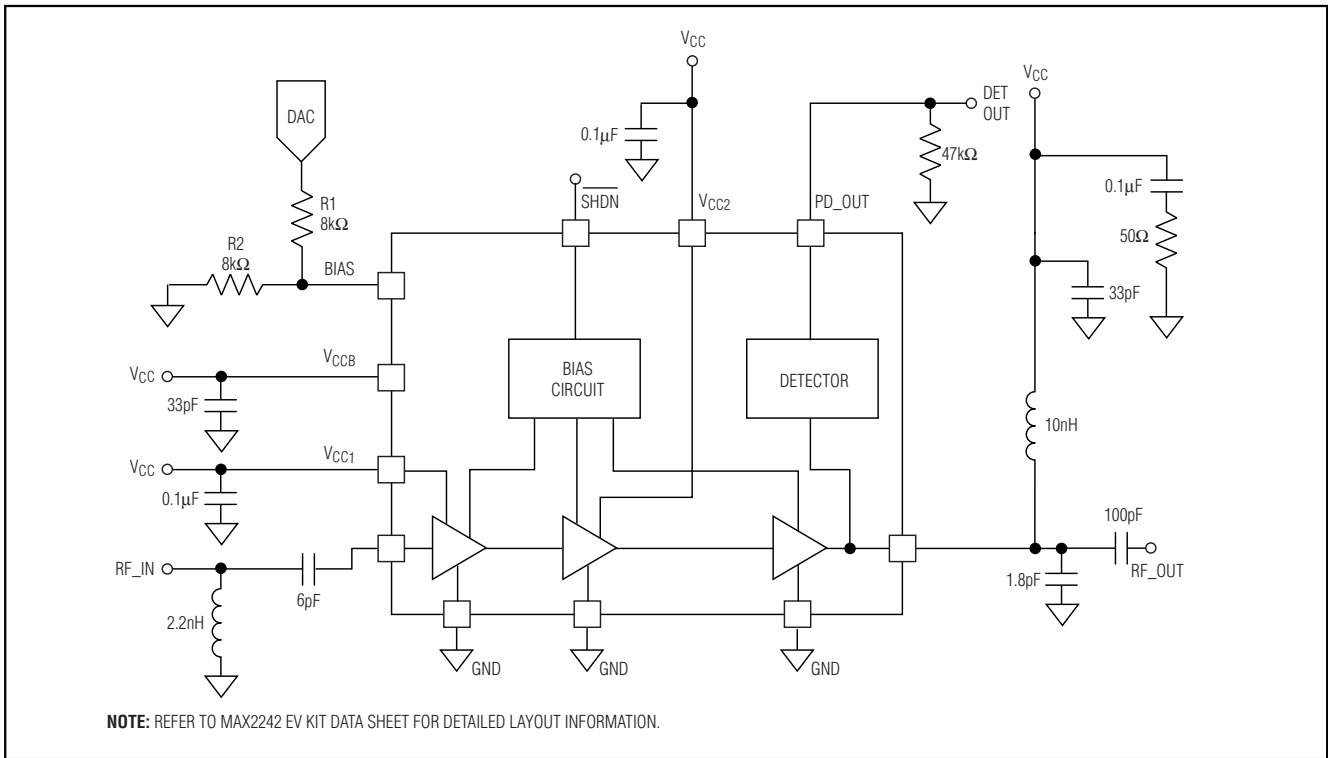 VCC
VCC
DAC
DET
OUT
0.1µF
47kΩ
0.1µF
SHDN
R1
8kΩ
VCC2
PD_OUT
50Ω
R2
8kΩ
BIAS
33pF
VCC
VCCB
BIAS
CIRCUIT
DETECTOR
33pF
10nH
VCC
VCC1
0.1µF
100pF
RF_IN
6pF
1.8pF
RF_OUT
2.2nH
GND
GND
GND
NOTE: REFER TO MAX2242 EV KIT DATA SHEET FOR DETAILED LAYOUT INFORMATION.